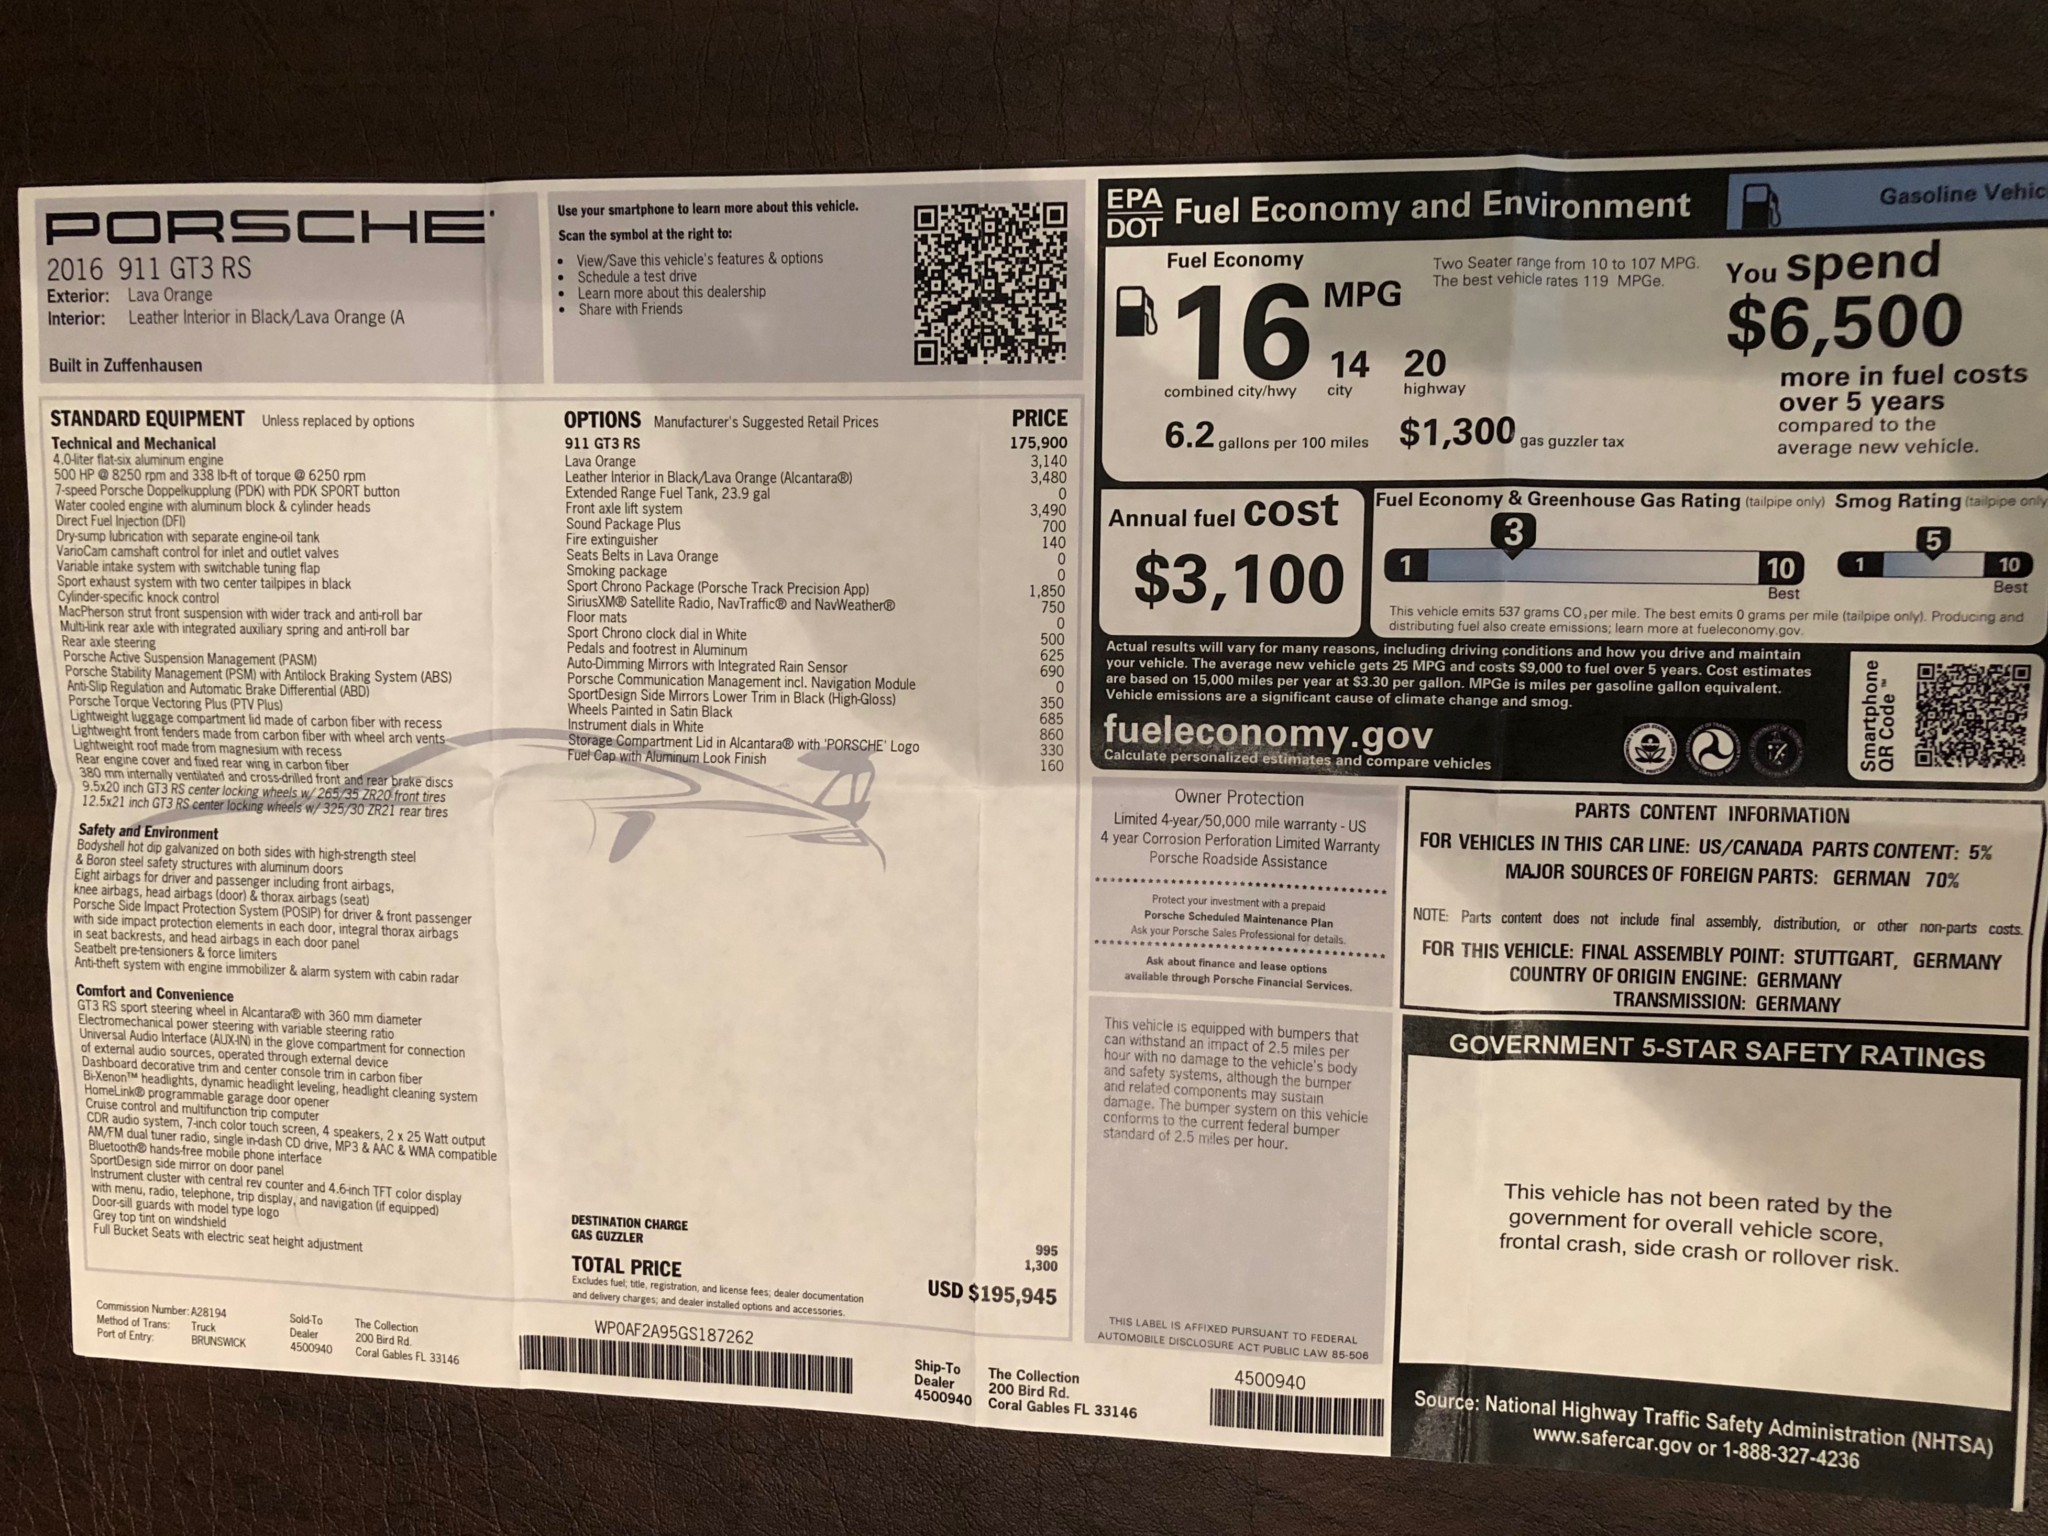 PORSCHE
2016 911 GT3 RS
Exterior: Lava Orange
Interior: Leather Interior in Black/Lava Orange (A
Built in Zuffenhausen
Use your smartphone to learn more about this vehicle.
Scan the symbol at the right to:
• View/Save this vehicle's features & options
• Schedule a test drive
• Learn more about this dealership
• Share with Friends
STANDARD EQUIPMENT Unless replaced by options
Technical and Mechanical
4.0-liter flat-six aluminum engine
500 HP @ 8250 rpm and 338 lb-ft of torque @ 6250 rpm
7-speed Porsche Doppelkupplung (PDK) with PDK SPORT button
Water cooled engine with aluminum block & cylinder heads
Direct Fuel Injection (DFI)
Dry-sump lubrication with separate engine-oil tank
VarioCam camshaft control for inlet and outlet valves
Variable intake system with switchable tuning flap
Sport exhaust system with two center tailpipes in black
Cylinder-specific knock control
MacPherson strut front suspension with wider track and anti-roll bar
Multi-link rear axle with integrated auxiliary spring and anti-roll bar
Rear axle steering
Porsche Active Suspension Management (PASM)
Porsche Stability Management (PSM) with Antilock Braking System (ABS)
Anti-Slip Regulation and Automatic Brake Differential (ABD)
Porsche Torque Vectoring Plus (PTV Plus)
Lightweight luggage compartment lid made of carbon fiber with recess
Lightweight front fenders made from carbon fiber with wheel arch vents
Lightweight roof made from magnesium with recess
Rear engine cover and fixed rear wing in carbon fiber
380 mm internally ventilated and cross-drilled front and rear brake discs
9.5x20 inch GT3 RS center locking wheels w/ 265/35 ZR20 front tires
12.5x21 inch GT3 RS center locking wheels w/ 325/30 ZR21 rear tires
Safety and Environment
Bodyshell hot dip galvanized on both sides with high-strength steel
& Boron steel safety structures with aluminum doors
Eight airbags for driver and passenger including front airbags,
knee airbags, head airbags (door) & thorax airbags (seat)
Porsche Side Impact Protection System (POSIP) for driver & front passenger
with side impact protection elements in each door, integral thorax airbags
in seat backrests, and head airbags in each door panel
Seatbelt pre-tensioners & force limiters
Anti-theft system with engine immobilizer & alarm system with cabin radar
Comfort and Convenience
GT3 RS sport steering wheel in Alcantara® with 360 mm diameter
Electromechanical power steering with variable steering ratio
Universal Audio Interface (AUX-IN) in the glove compartment for connection
of external audio sources, operated through external device
Dashboard decorative trim and center console trim in carbon fiber
Bi-Xenon™ headlights, dynamic headlight leveling, headlight cleaning system
HomeLink® programmable garage door opener
Cruise control and multifunction trip computer
CDR audio system, 7-inch color touch screen, 4 speakers, 2 x 25 Watt output
AM/FM dual tuner radio, single in-dash CD drive, MP3 & AAC & WMA compatible
Bluetooth® hands-free mobile phone interface
SportDesign side mirror on door panel
Instrument cluster with central rev counter and 4.6-inch TFT color display
with menu, radio, telephone, trip display, and navigation (if equipped)
Door-sill guards with model type logo
Grey top tint on windshield
Full Bucket Seats with electric seat height adjustment
OPTIONS Manufacturer's Suggested Retail Prices PRICE
911 GT3 RS 175,900
Lava Orange 3,140
Leather Interior in Black/Lava Orange (Alcantara®) 3,480
Extended Range Fuel Tank, 23.9 gal 0
Front axle lift system 3,490
Sound Package Plus 700
Fire extinguisher 140
Seats Belts in Lava Orange 0
Smoking package 0
Sport Chrono Package (Porsche Track Precision App) 1,850
SiriusXM® Satellite Radio, NavTraffic® and NavWeather® 750
Floor mats 0
Sport Chrono clock dial in White 500
Pedals and footrest in Aluminum 625
Auto-Dimming Mirrors with Integrated Rain Sensor 690
Porsche Communication Management incl. Navigation Module 0
SportDesign Side Mirrors Lower Trim in Black (High-Gloss) 350
Wheels Painted in Satin Black 685
Instrument dials in White 860
Storage Compartment Lid in Alcantara® with 'PORSCHE' Logo 330
Fuel Cap with Aluminum Look Finish 160
DESTINATION CHARGE 995
GAS GUZZLER 1,300
TOTAL PRICE USD $195,945
Excludes fuel; title, registration, and license fees; dealer documentation
and delivery charges; and dealer installed options and accessories.
Commission Number: A28194
Method of Trans: Truck
Port of Entry: BRUNSWICK
Sold-To The Collection
Dealer 200 Bird Rd.
4500940 Coral Gables FL 33146
WP0AF2A95GS187262
Ship-To The Collection
Dealer 200 Bird Rd.
4500940 Coral Gables FL 33146
EPA
DOT
Fuel Economy and Environment
Gasoline Vehic
Fuel Economy
16 MPG
combined city/hwy
14 city
20 highway
Two Seater range from 10 to 107 MPG.
The best vehicle rates 119 MPGe.
6.2 gallons per 100 miles
$1,300 gas guzzler tax
You spend
$6,500
more in fuel costs
over 5 years
compared to the
average new vehicle.
Annual fuel cost
$3,100
Fuel Economy & Greenhouse Gas Rating (tailpipe only)
3
1 10
Best
Smog Rating (tailpipe only
5
1 10
Best
This vehicle emits 537 grams CO2 per mile. The best emits 0 grams per mile (tailpipe only). Producing and
distributing fuel also create emissions; learn more at fueleconomy.gov.
Actual results will vary for many reasons, including driving conditions and how you drive and maintain
your vehicle. The average new vehicle gets 25 MPG and costs $9,000 to fuel over 5 years. Cost estimates
are based on 15,000 miles per year at $3.30 per gallon. MPGe is miles per gasoline gallon equivalent.
Vehicle emissions are a significant cause of climate change and smog.
fueleconomy.gov
Calculate personalized estimates and compare vehicles
Smartphone
QR Code™
Owner Protection
Limited 4-year/50,000 mile warranty - US
4 year Corrosion Perforation Limited Warranty
Porsche Roadside Assistance
Protect your investment with a prepaid
Porsche Scheduled Maintenance Plan
Ask your Porsche Sales Professional for details.
Ask about finance and lease options
available through Porsche Financial Services.
This vehicle is equipped with bumpers that
can withstand an impact of 2.5 miles per
hour with no damage to the vehicle's body
and safety systems, although the bumper
and related components may sustain
damage. The bumper system on this vehicle
conforms to the current federal bumper
standard of 2.5 miles per hour.
THIS LABEL IS AFFIXED PURSUANT TO FEDERAL
AUTOMOBILE DISCLOSURE ACT PUBLIC LAW 85-506
4500940
PARTS CONTENT INFORMATION
FOR VEHICLES IN THIS CAR LINE: US/CANADA PARTS CONTENT: 5%
MAJOR SOURCES OF FOREIGN PARTS: GERMAN 70%
NOTE: Parts content does not include final assembly, distribution, or other non-parts costs.
FOR THIS VEHICLE: FINAL ASSEMBLY POINT: STUTTGART, GERMANY
COUNTRY OF ORIGIN ENGINE: GERMANY
TRANSMISSION: GERMANY
GOVERNMENT 5-STAR SAFETY RATINGS
This vehicle has not been rated by the
government for overall vehicle score,
frontal crash, side crash or rollover risk.
Source: National Highway Traffic Safety Administration (NHTSA)
www.safercar.gov or 1-888-327-4236